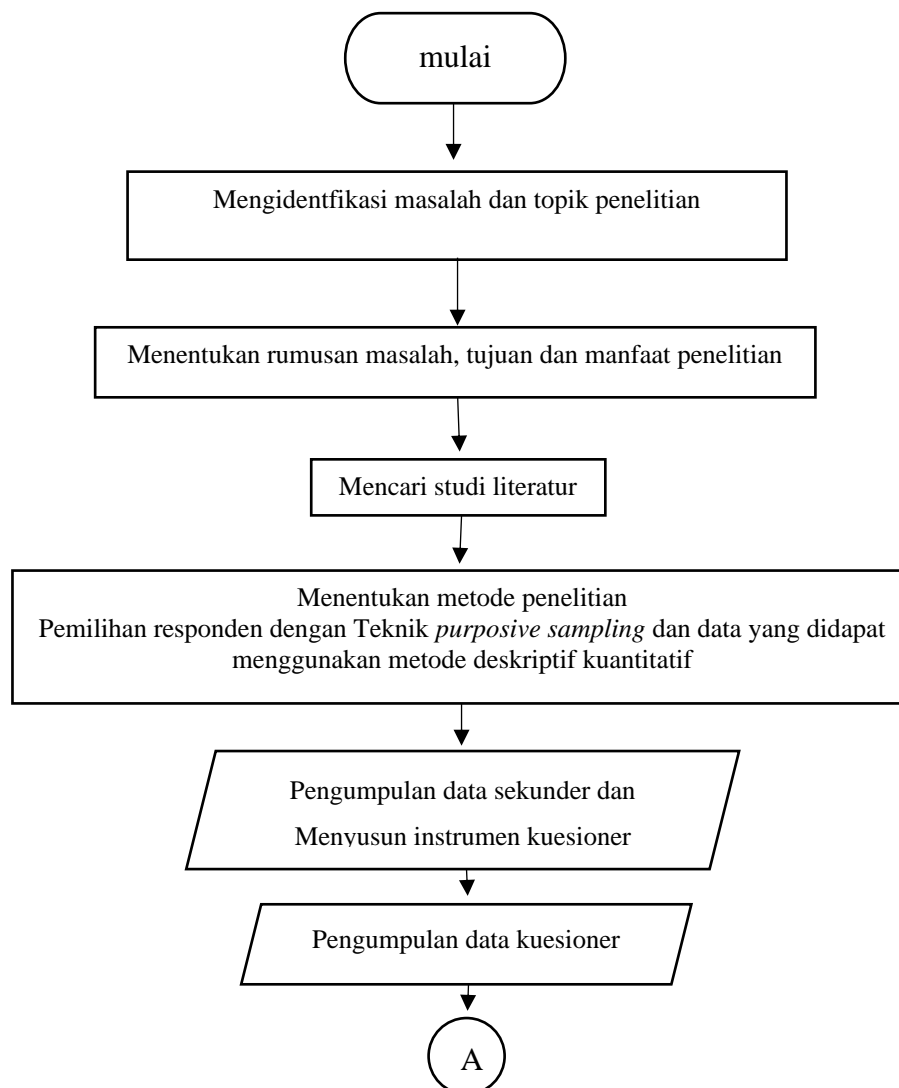 mulai
Mengidentfikasi masalah dan topik penelitian
Menentukan rumusan masalah, tujuan dan manfaat penelitian
Mencari studi literatur
Menentukan metode penelitian
Pemilihan responden dengan Teknik purposive sampling dan data yang didapat
menggunakan metode deskriptif kuantitatif
Pengumpulan data sekunder dan
Menyusun instrumen kuesioner
Pengumpulan data kuesioner
A